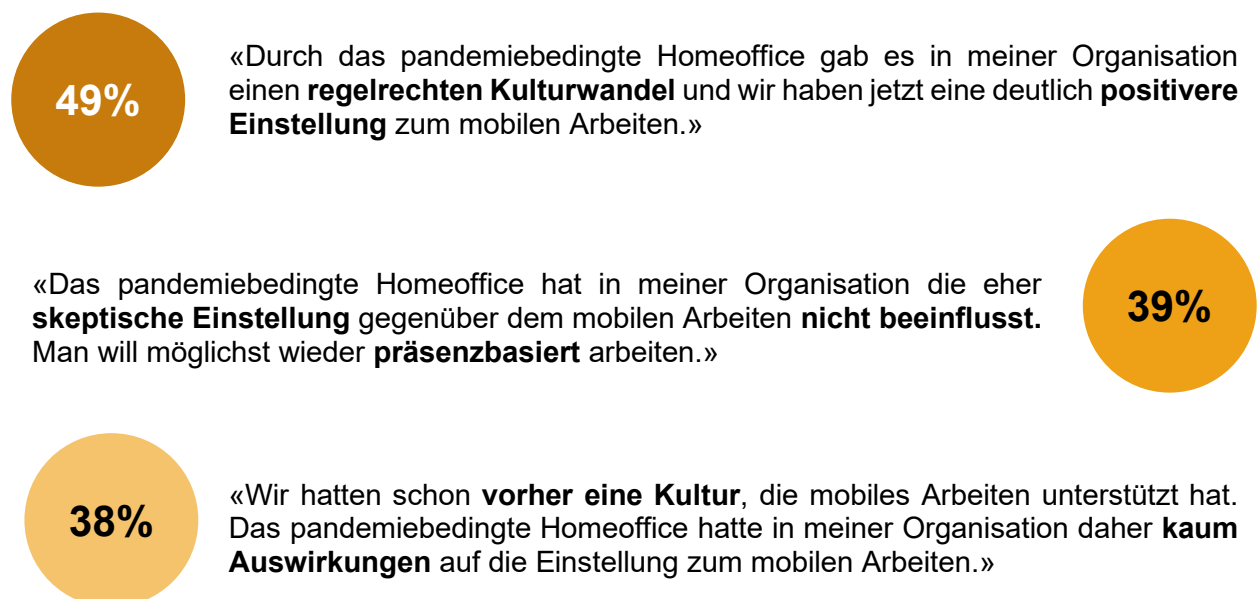 49%
«Durch das pandemiebedingte Homeoffice gab es in meiner Organisation
einen regelrechten Kulturwandel und wir haben jetzt eine deutlich positivere
Einstellung zum mobilen Arbeiten.»
«Das pandemiebedingte Homeoffice hat in meiner Organisation die eher
skeptische Einstellung gegenüber dem mobilen Arbeiten nicht beeinflusst.
Man will möglichst wieder präsenzbasiert arbeiten.»
39%
38%
«Wir hatten schon vorher eine Kultur, die mobiles Arbeiten unterstützt hat.
Das pandemiebedingte Homeoffice hatte in meiner Organisation daher kaum
Auswirkungen auf die Einstellung zum mobilen Arbeiten.»